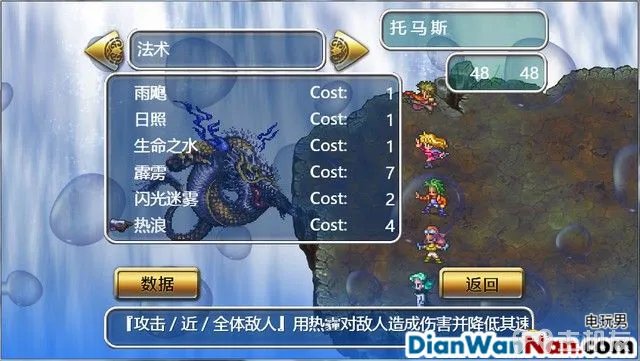 托马斯
法术
48 48
雨飑 Cost: 1
日照 Cost: 1
生命之水 Cost: 1
霹雳 Cost: 7
闪光迷雾 Cost: 2
热浪 Cost: 4
数据
返回
『攻击/近/全体敌人』用热霾对敌人造成伤害并降低其速
电玩男
DianWanNan.com